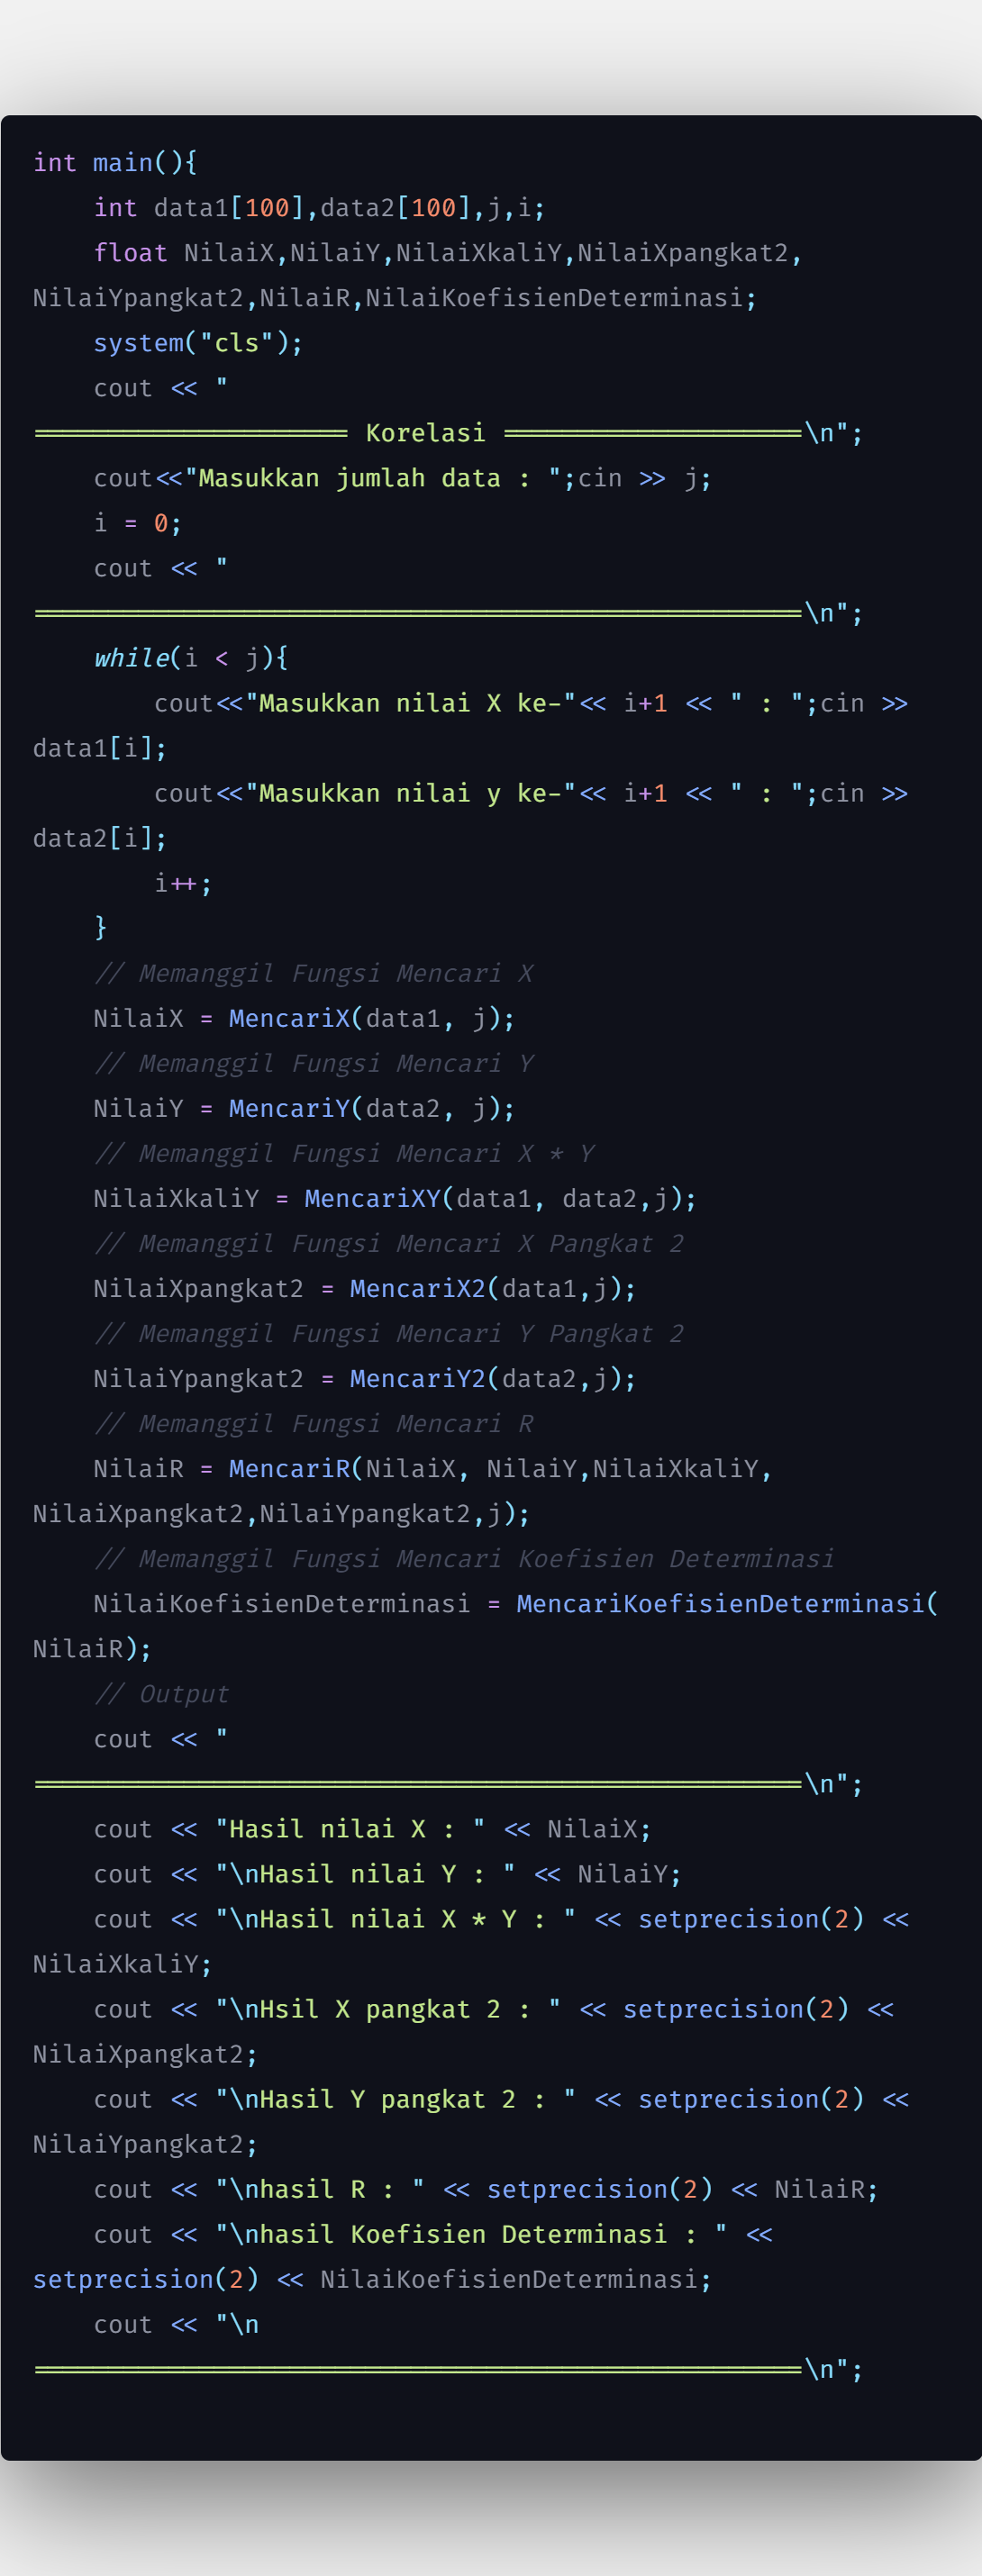 int main(){
    int data1[100],data2[100],j,i;
    float NilaiX,NilaiY,NilaiXkaliY,NilaiXpangkat2,
NilaiYpangkat2,NilaiR,NilaiKoefisienDeterminasi;
    system("cls");
    cout << "
===================== Korelasi ====================\n";
    cout<<"Masukkan jumlah data : ";cin >> j;
    i = 0;
    cout << "
===================================================\n";
    while(i < j){
        cout<<"Masukkan nilai X ke-"<< i+1 << " : ";cin >>
data1[i];
        cout<<"Masukkan nilai y ke-"<< i+1 << " : ";cin >>
data2[i];
        i++;
    }
    // Memanggil Fungsi Mencari X
    NilaiX = MencariX(data1, j);
    // Memanggil Fungsi Mencari Y
    NilaiY = MencariY(data2, j);
    // Memanggil Fungsi Mencari X * Y
    NilaiXkaliY = MencariXY(data1, data2,j);
    // Memanggil Fungsi Mencari X Pangkat 2
    NilaiXpangkat2 = MencariX2(data1,j);
    // Memanggil Fungsi Mencari Y Pangkat 2
    NilaiYpangkat2 = MencariY2(data2,j);
    // Memanggil Fungsi Mencari R
    NilaiR = MencariR(NilaiX, NilaiY,NilaiXkaliY,
NilaiXpangkat2,NilaiYpangkat2,j);
    // Memanggil Fungsi Mencari Koefisien Determinasi
    NilaiKoefisienDeterminasi = MencariKoefisienDeterminasi(
NilaiR);
    // Output
    cout << "
===================================================\n";
    cout << "Hasil nilai X : " << NilaiX;
    cout << "\nHasil nilai Y : " << NilaiY;
    cout << "\nHasil nilai X * Y : " << setprecision(2) <<
NilaiXkaliY;
    cout << "\nHsil X pangkat 2 : " << setprecision(2) <<
NilaiXpangkat2;
    cout << "\nHasil Y pangkat 2 : " << setprecision(2) <<
NilaiYpangkat2;
    cout << "\nhasil R : " << setprecision(2) << NilaiR;
    cout << "\nhasil Koefisien Determinasi : " <<
setprecision(2) << NilaiKoefisienDeterminasi;
    cout << "\n
===================================================\n";